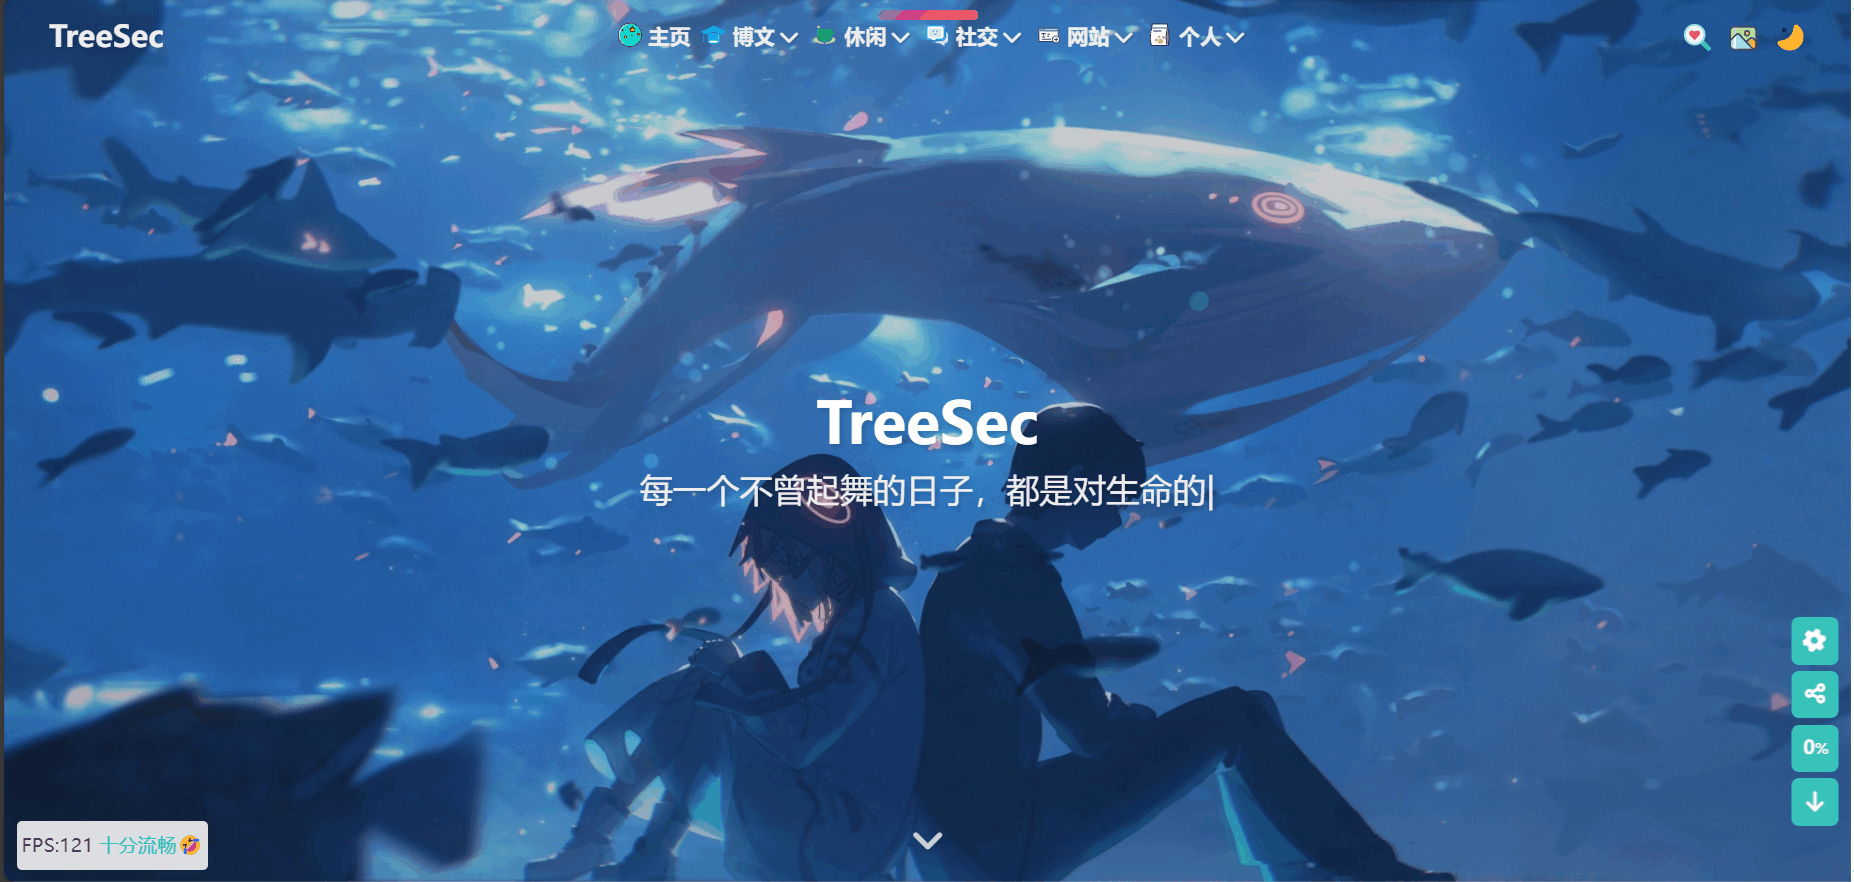 TreeSec
主页 博文 休闲 社交 网站 个人
TreeSec
每一个不曾起舞的日子，都是对生命的|
0%
FPS:121 十分流畅🤣